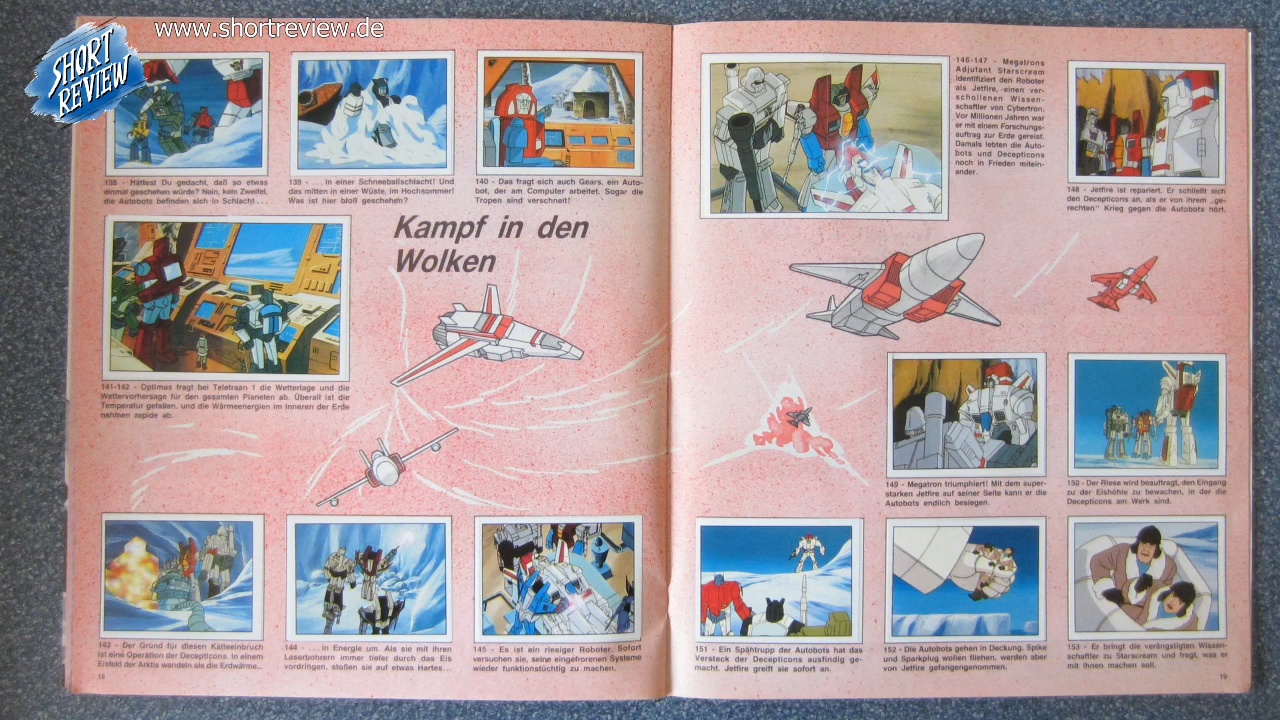 www.shortreview.de
SHORT
REVIEW
138 - Hättest Du gedacht, daß so etwas
einmal geschehen würde? Nein, kein Zweifel,
die Autobots befinden sich in Schlacht ...
139 - ... in einer Schneeballschlacht! Und
das mitten in einer Wüste, im Hochsommer!
Was ist hier bloß geschehen?
140 - Das fragt sich auch Gears, ein Auto-
bot, der am Computer arbeitet. Sogar die
Tropen sind verschneit!
Kampf in den
Wolken
141-142 - Optimus fragt bei Teletraan 1 die Wetterlage und die
Wettervorhersage für den gesamten Planeten ab. Überall ist die
Temperatur gefallen, und die Wärmeenergien im Inneren der Erde
nehmen rapide ab.
143 - Der Grund für diesen Kälteeinbruch
ist eine Operation der Decepticons. In einem
Eisfeld der Arktis wandeln sie die Erdwärme...
144 - ... in Energie um. Als sie mit ihren
Laserbohrern immer tiefer durch das Eis
vordringen, stoßen sie auf etwas Hartes...
145 - Es ist ein riesiger Roboter. Sofort
versuchen sie, seine eingefrorenen Systeme
wieder funktionstüchtig zu machen.
18
146-147 - Megatrons
Adjutant Starscream
identifiziert den Roboter
als Jetfire, einen ver-
schollenen Wissen-
schaftler von Cybertron.
Vor Millionen Jahren war
er mit einem Forschungs-
auftrag zur Erde gereist.
Damals lebten die Auto-
bots und Decepticons
noch in Frieden mitein-
ander.
148 - Jetfire ist repariert. Er schließt sich
den Decepticons an, als er von ihrem „ge-
rechten“ Krieg gegen die Autobots hört.
149 - Megatron triumphiert! Mit dem super-
starken Jetfire auf seiner Seite kann er die
Autobots endlich besiegen.
150 - Der Riese wird beauftragt, den Eingang
zu der Eishöhle zu bewachen, in der die
Decepticons am Werk sind.
151 - Ein Spähtrupp der Autobots hat das
Versteck der Decepticons ausfindig ge-
macht. Jetfire greift sie sofort an.
152 - Die Autobots gehen in Deckung. Spike
und Sparkplug wollen fliehen, werden aber
von Jetfire gefangengenommen.
153 - Er bringt die verängstigten Wissen-
schaftler zu Starscream und fragt, was er
mit ihnen machen soll.
19